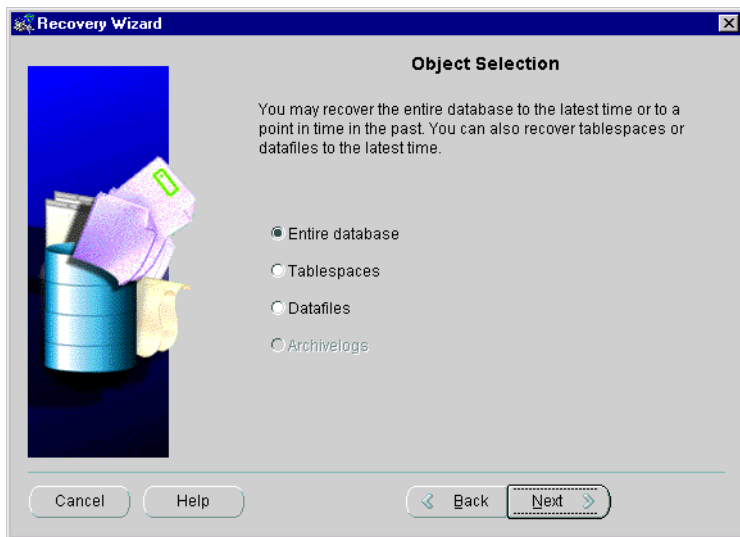 Recovery Wizard
Object Selection
You may recover the entire database to the latest time or to a
point in time in the past. You can also recover tablespaces or
datafiles to the latest time.
Entire database
Tablespaces
Datafiles
Archivelogs
Cancel
Help
Back
Next